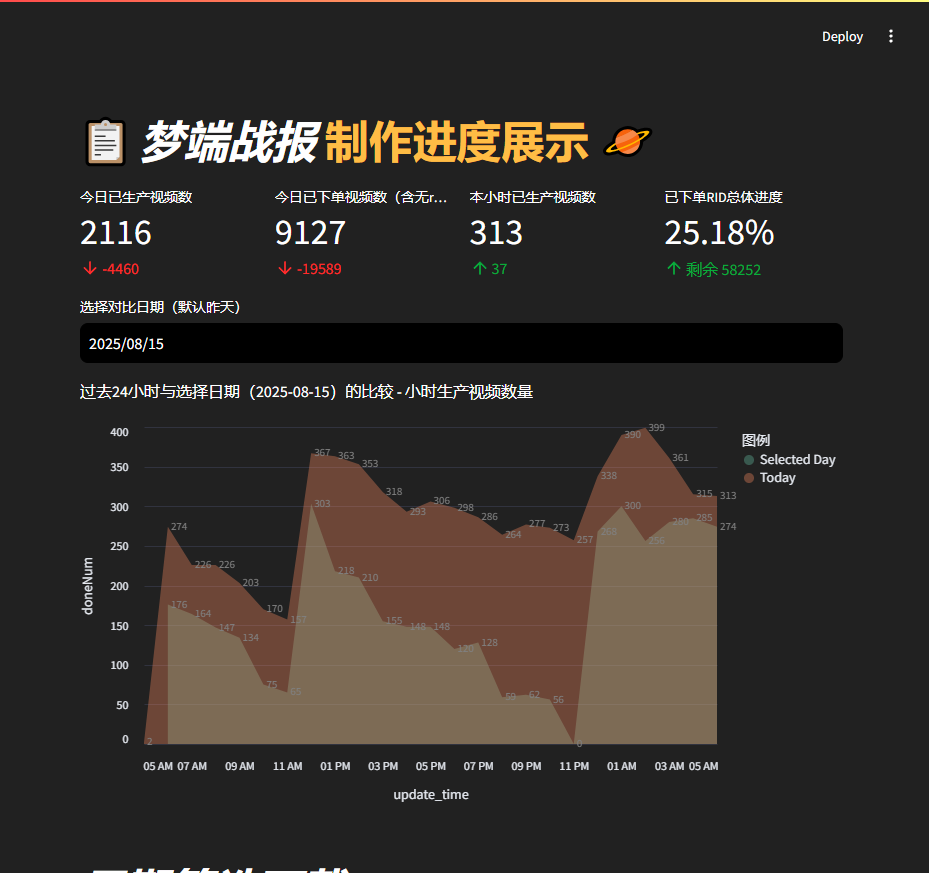 Deploy
梦端战报 制作进度展示
今日已生产视频数
2116
-4460
今日已下单视频数（含无r...
9127
-19589
本小时已生产视频数
313
37
已下单RID总体进度
25.18%
剩余 58252
选择对比日期（默认昨天）
2025/08/15
过去24小时与选择日期（2025-08-15）的比较 - 小时生产视频数量
图例
Selected Day
Today
doneNum
400
350
300
250
200
150
100
50
0
2 274 226 226 203 170 157 367 363 353 318 293 306 298 286 264 277 273 257 338 390 399 361 315 313
176 164 147 134 75 65 303 218 210 155 148 148 120 128 59 62 56 0 268 300 256 280 285 274
05 AM 07 AM 09 AM 11 AM 01 PM 03 PM 05 PM 07 PM 09 PM 11 PM 01 AM 03 AM 05 AM
update_time